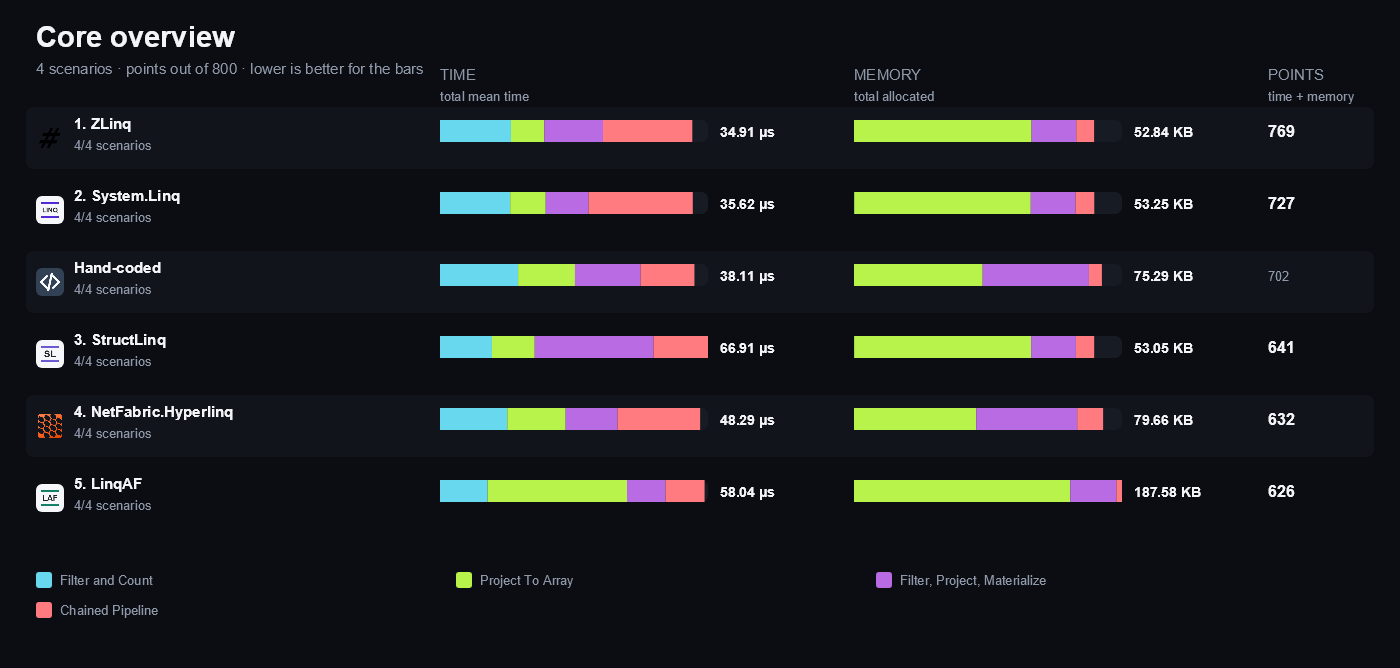 Core overview
4 scenarios · points out of 800 · lower is better for the bars
TIME
total mean time
MEMORY
total allocated
POINTS
time + memory
#
1. ZLinq
4/4 scenarios
34.91 µs
52.84 KB
769
LINQ
2. System.Linq
4/4 scenarios
35.62 µs
53.25 KB
727
</>
Hand-coded
4/4 scenarios
38.11 µs
75.29 KB
702
SL
3. StructLinq
4/4 scenarios
66.91 µs
53.05 KB
641
4. NetFabric.Hyperlinq
4/4 scenarios
48.29 µs
79.66 KB
632
LAF
5. LinqAF
4/4 scenarios
58.04 µs
187.58 KB
626
Filter and Count
Project To Array
Filter, Project, Materialize
Chained Pipeline